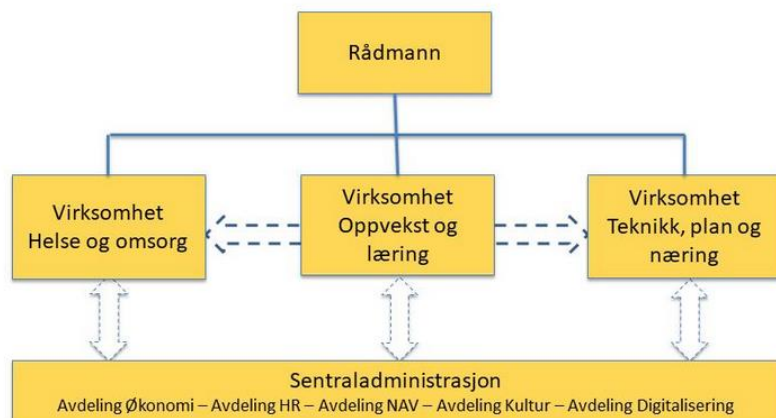 Rådmann
Virksomhet
Helse og omsorg
Virksomhet
Oppvekst og
læring
Virksomhet
Teknikk, plan og
næring
Sentraladministrasjon
Avdeling Økonomi – Avdeling HR – Avdeling NAV – Avdeling Kultur – Avdeling Digitalisering